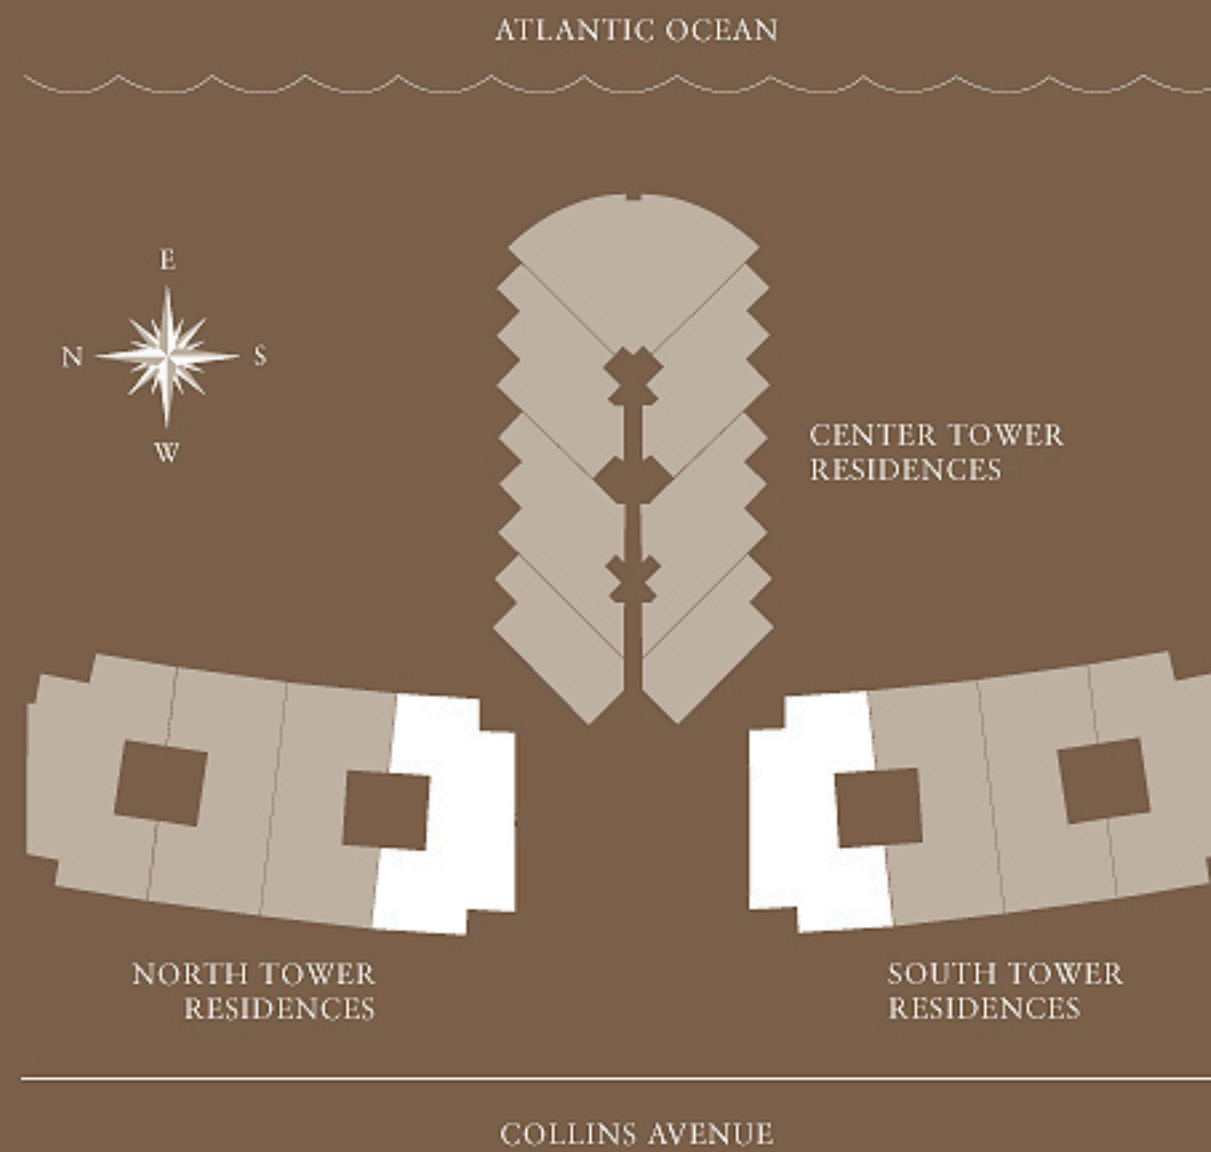 ATLANTIC OCEAN
E
N
S
W
CENTER TOWER
RESIDENCES
NORTH TOWER
RESIDENCES
SOUTH TOWER
RESIDENCES
COLLINS AVENUE